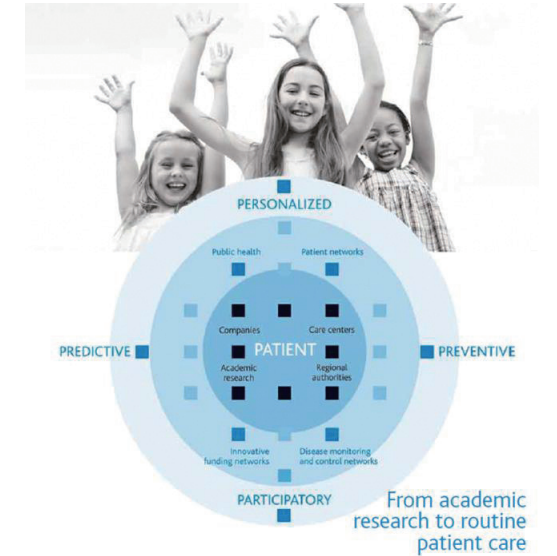 PERSONALIZED
Public health
Patient networks
Companies
Care centers
PREDICTIVE
PATIENT
PREVENTIVE
Academic
research
Regional
authorities
Innovative
funding networks
Disease monitoring
and control networks
PARTICIPATORY
From academic
research to routine
patient care